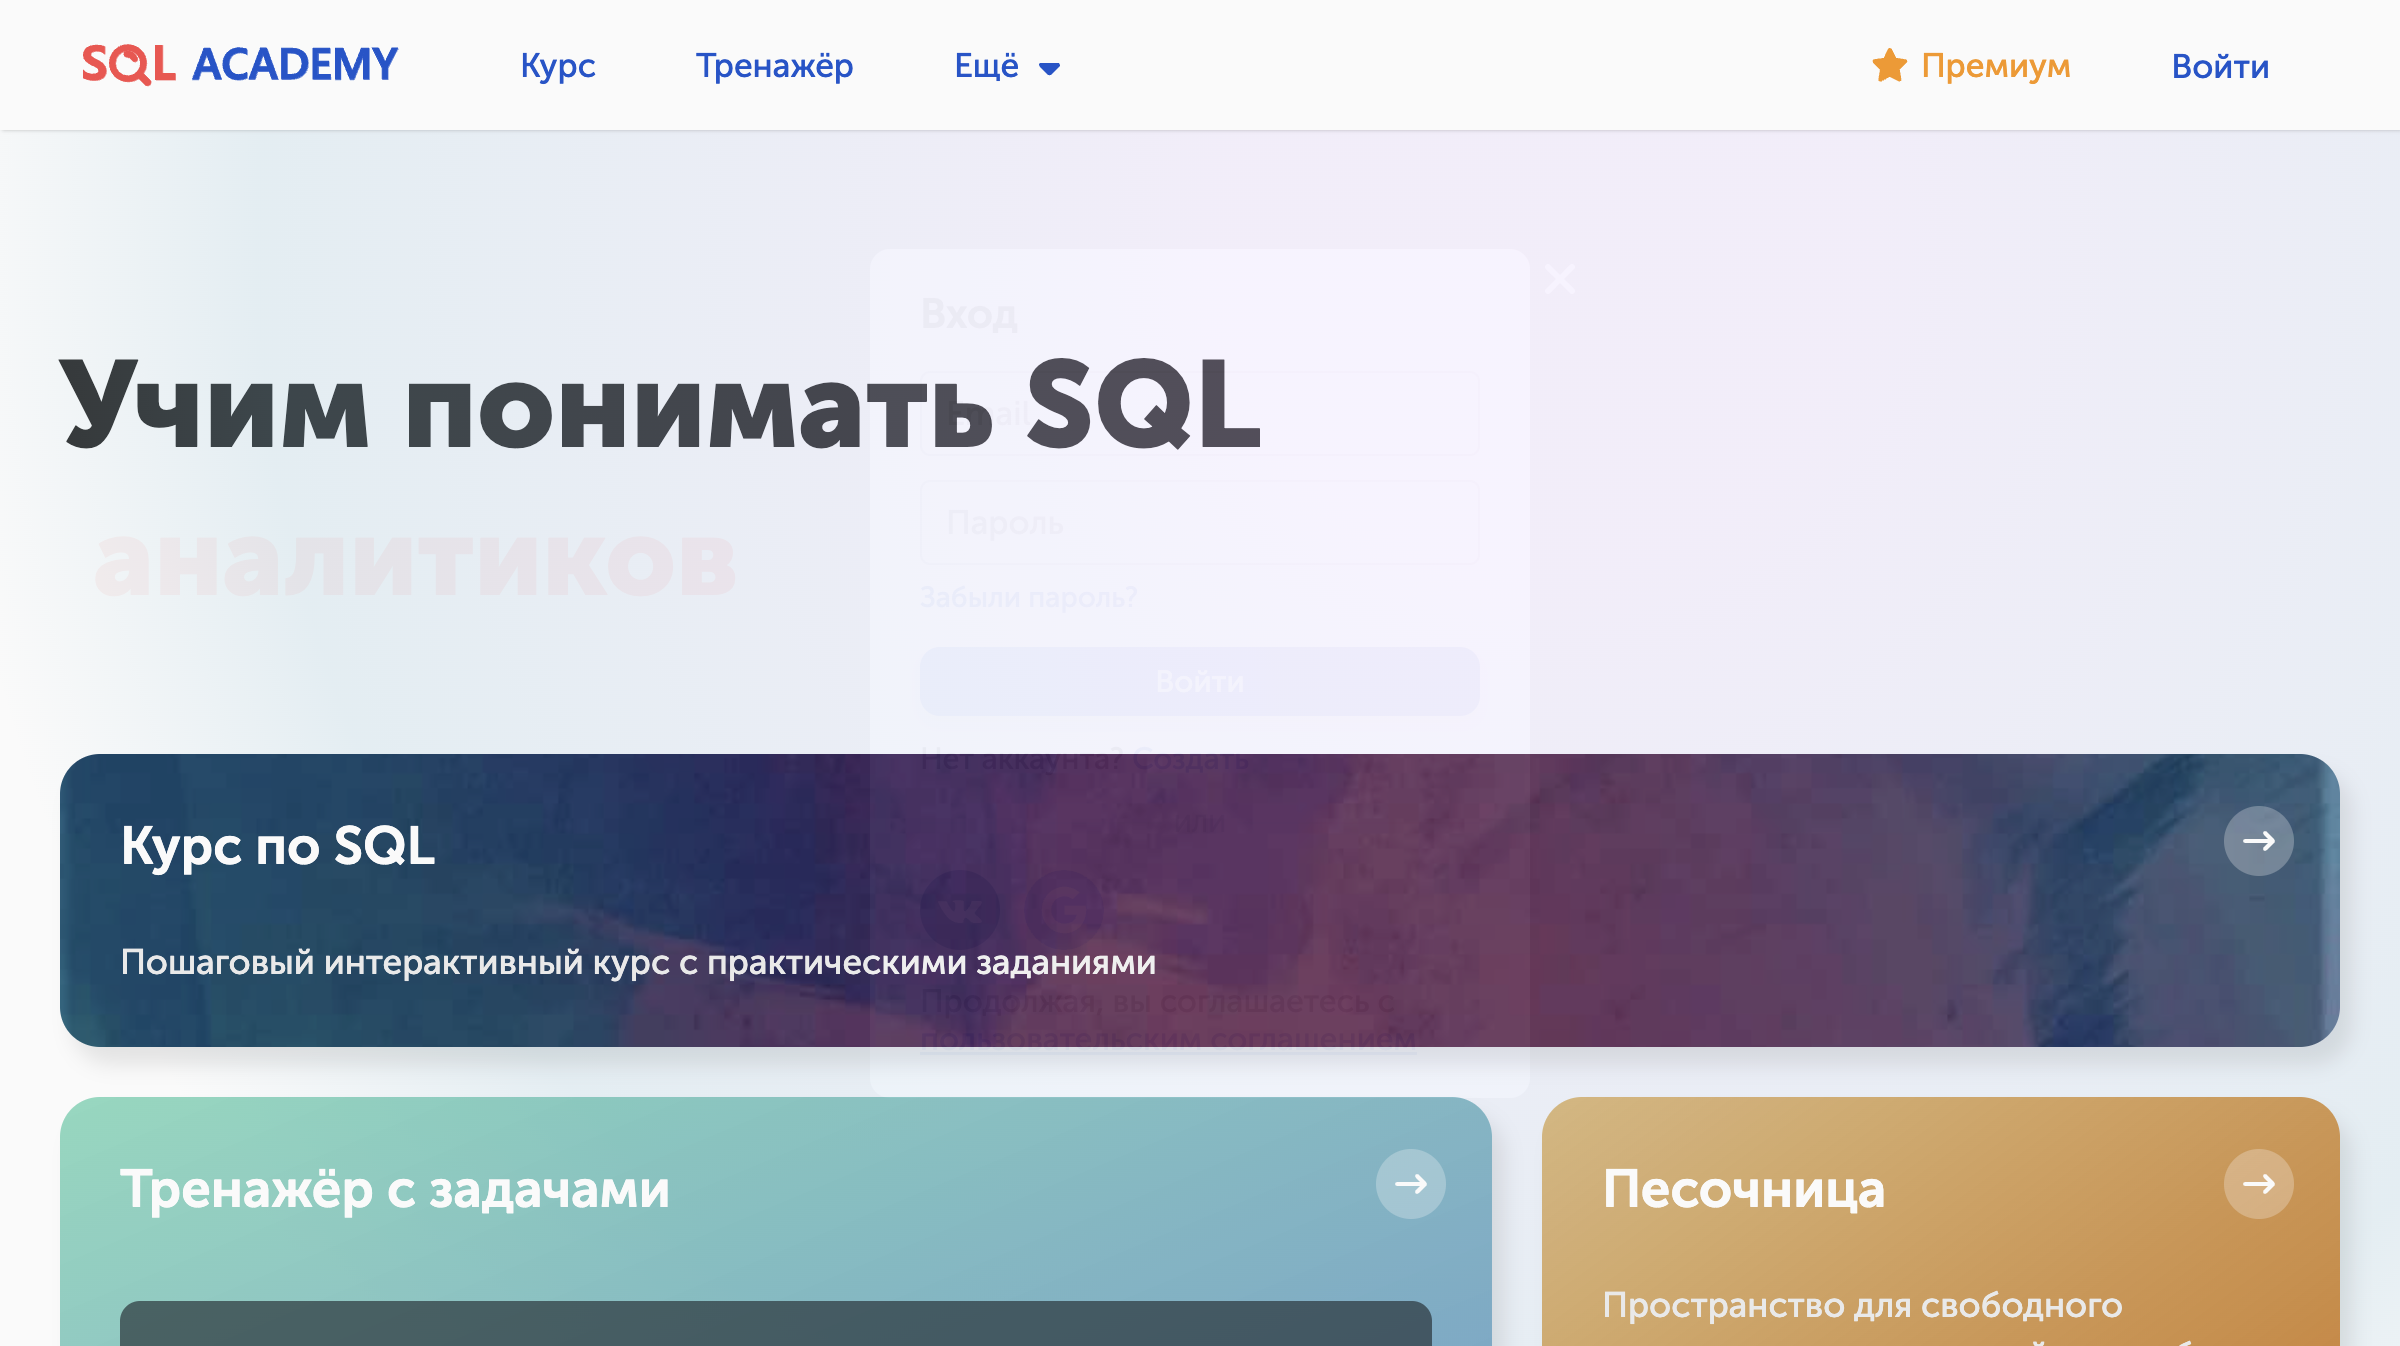 SQL ACADEMY
Курс
Тренажёр
Ещё
Премиум
Войти
Вход
Email
Учим понимать SQL
Пароль
аналитиков
Забыли пароль?
Войти
Нет аккаунта? Создать
или
Курс по SQL
Пошаговый интерактивный курс с практическими заданиями
Продолжая, вы соглашаетесь с
пользовательским соглашением
Тренажёр с задачами
Песочница
Пространство для свободного